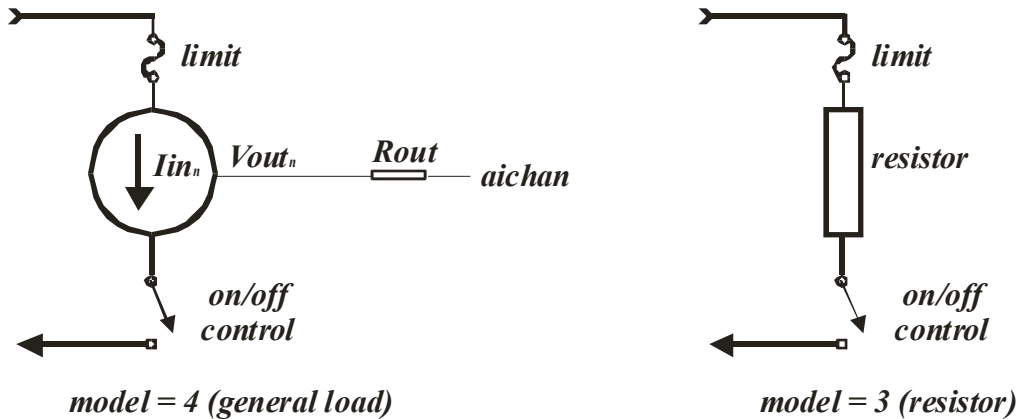 limit
Iinₙ
Voutₙ
Rout
aichan
on/off
control
model = 4 (general load)
limit
resistor
on/off
control
model = 3 (resistor)